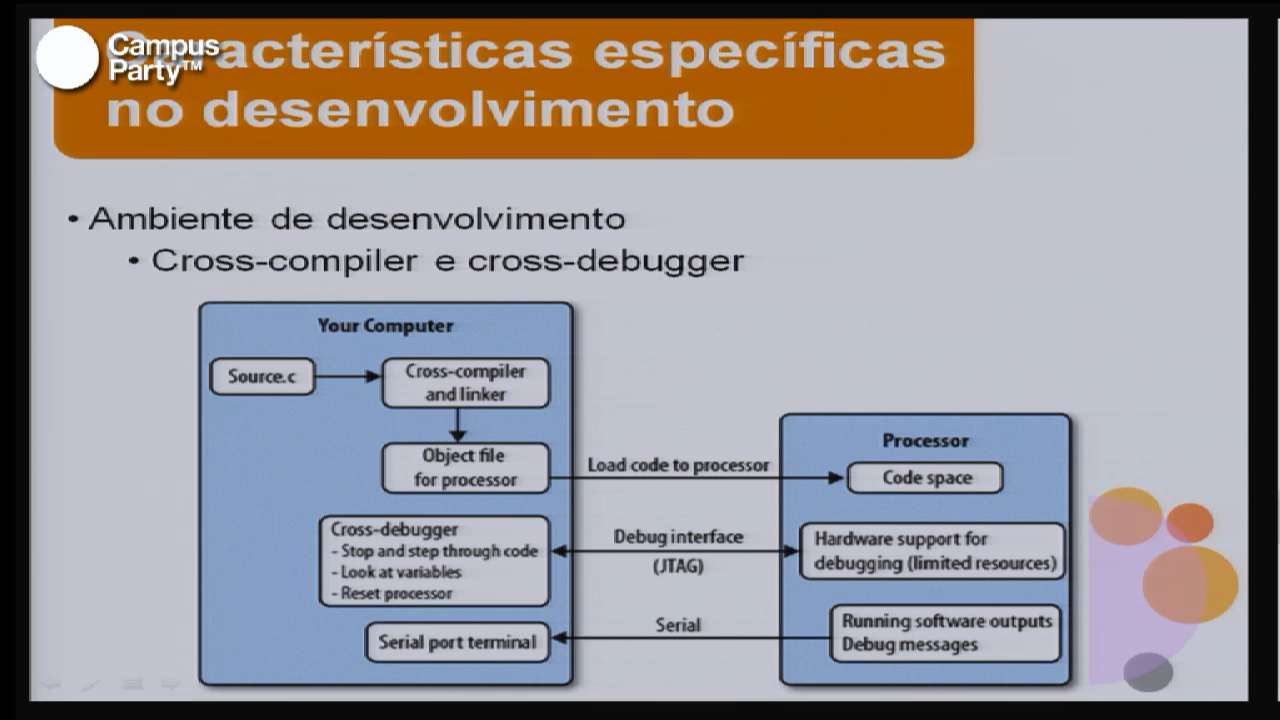 Campus
Party™
características específicas
no desenvolvimento
• Ambiente de desenvolvimento
• Cross-compiler e cross-debugger
Your Computer
Source.c
Cross-compiler
and linker
Object file
for processor
Cross-debugger
- Stop and step through code
- Look at variables
- Reset processor
Serial port terminal
Load code to processor
Debug interface
(JTAG)
Serial
Processor
Code space
Hardware support for
debugging (limited resources)
Running software outputs
Debug messages